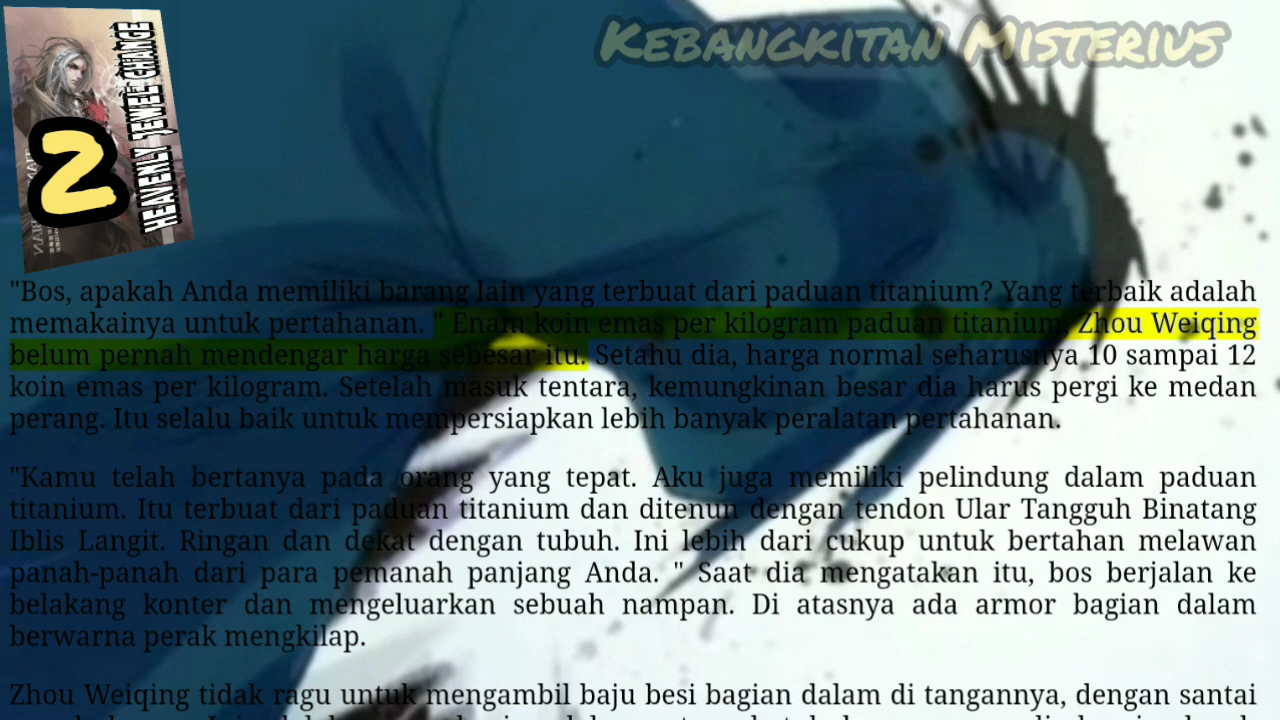 Kebangkitan Misterius
HEAVENLY JEWEL CHANGE
2
"Bos, apakah Anda memiliki barang lain yang terbuat dari paduan titanium? Yang terbaik adalah
memakainya untuk pertahanan. " Enam koin emas per kilogram paduan titanium, Zhou Weiqing
belum pernah mendengar harga sebesar itu. Setahu dia, harga normal seharusnya 10 sampai 12
koin emas per kilogram. Setelah masuk tentara, kemungkinan besar dia harus pergi ke medan
perang. Itu selalu baik untuk mempersiapkan lebih banyak peralatan pertahanan.
"Kamu telah bertanya pada orang yang tepat. Aku juga memiliki pelindung dalam paduan
titanium. Itu terbuat dari paduan titanium dan ditenun dengan tendon Ular Tangguh Binatang
Iblis Langit. Ringan dan dekat dengan tubuh. Ini lebih dari cukup untuk bertahan melawan
panah-panah dari para pemanah panjang Anda. " Saat dia mengatakan itu, bos berjalan ke
belakang konter dan mengeluarkan sebuah nampan. Di atasnya ada armor bagian dalam
berwarna perak mengkilap.
Zhou Weiqing tidak ragu untuk mengambil baju besi bagian dalam di tangannya, dengan santai